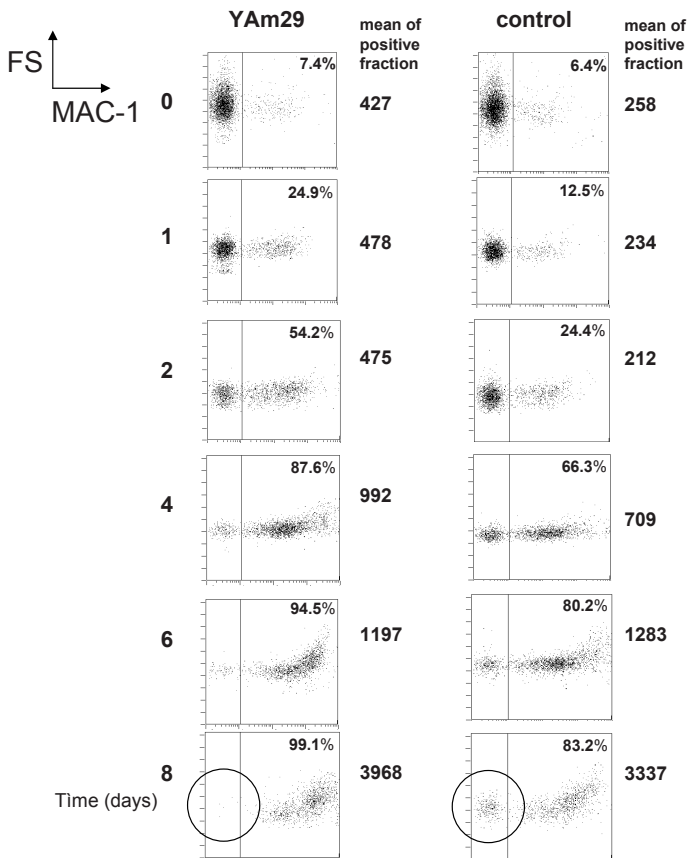 YAm29
mean of
positive
fraction
control
mean of
positive
fraction
FS
MAC-1
0
7.4%
427
6.4%
258
1
24.9%
478
12.5%
234
2
54.2%
475
24.4%
212
4
87.6%
992
66.3%
709
6
94.5%
1197
80.2%
1283
8
99.1%
3968
83.2%
3337
Time (days)